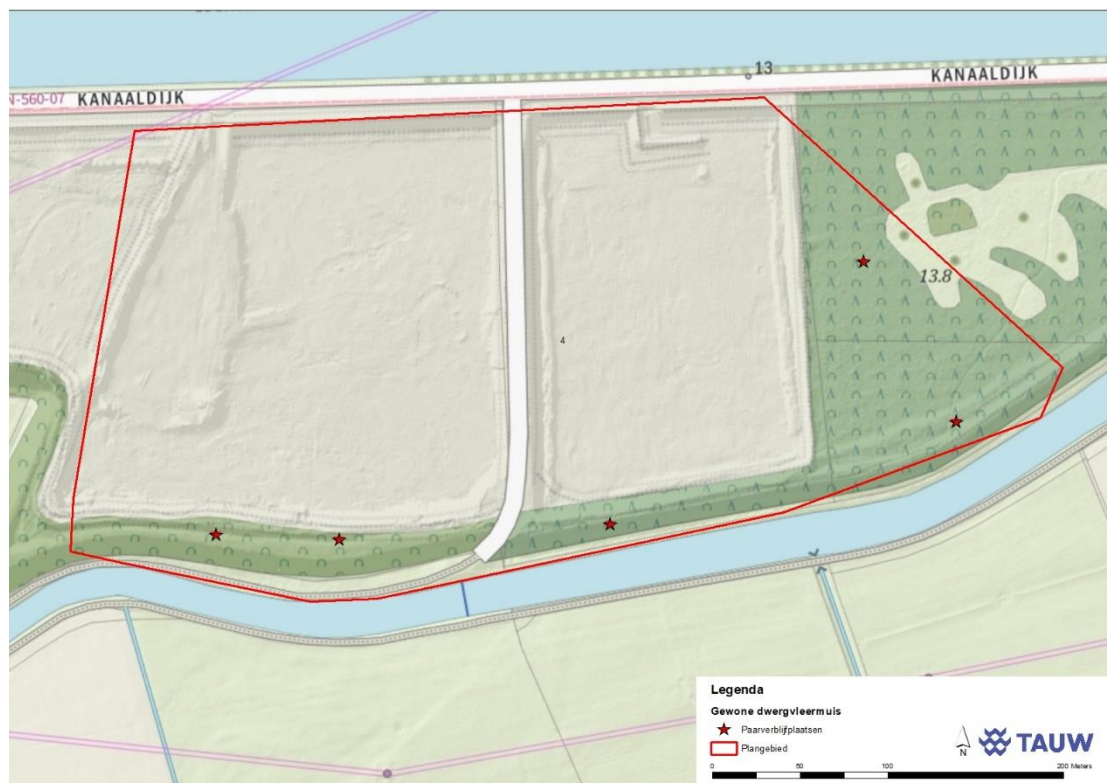 13
KANAALDIJK
N-560-07 KANAALDIJK
13.8
4
Legenda
Gewone dwergvleermuis
Paarverblijfplaatsen
Plangebied
N
TAUW
0 50 100 200 Meters